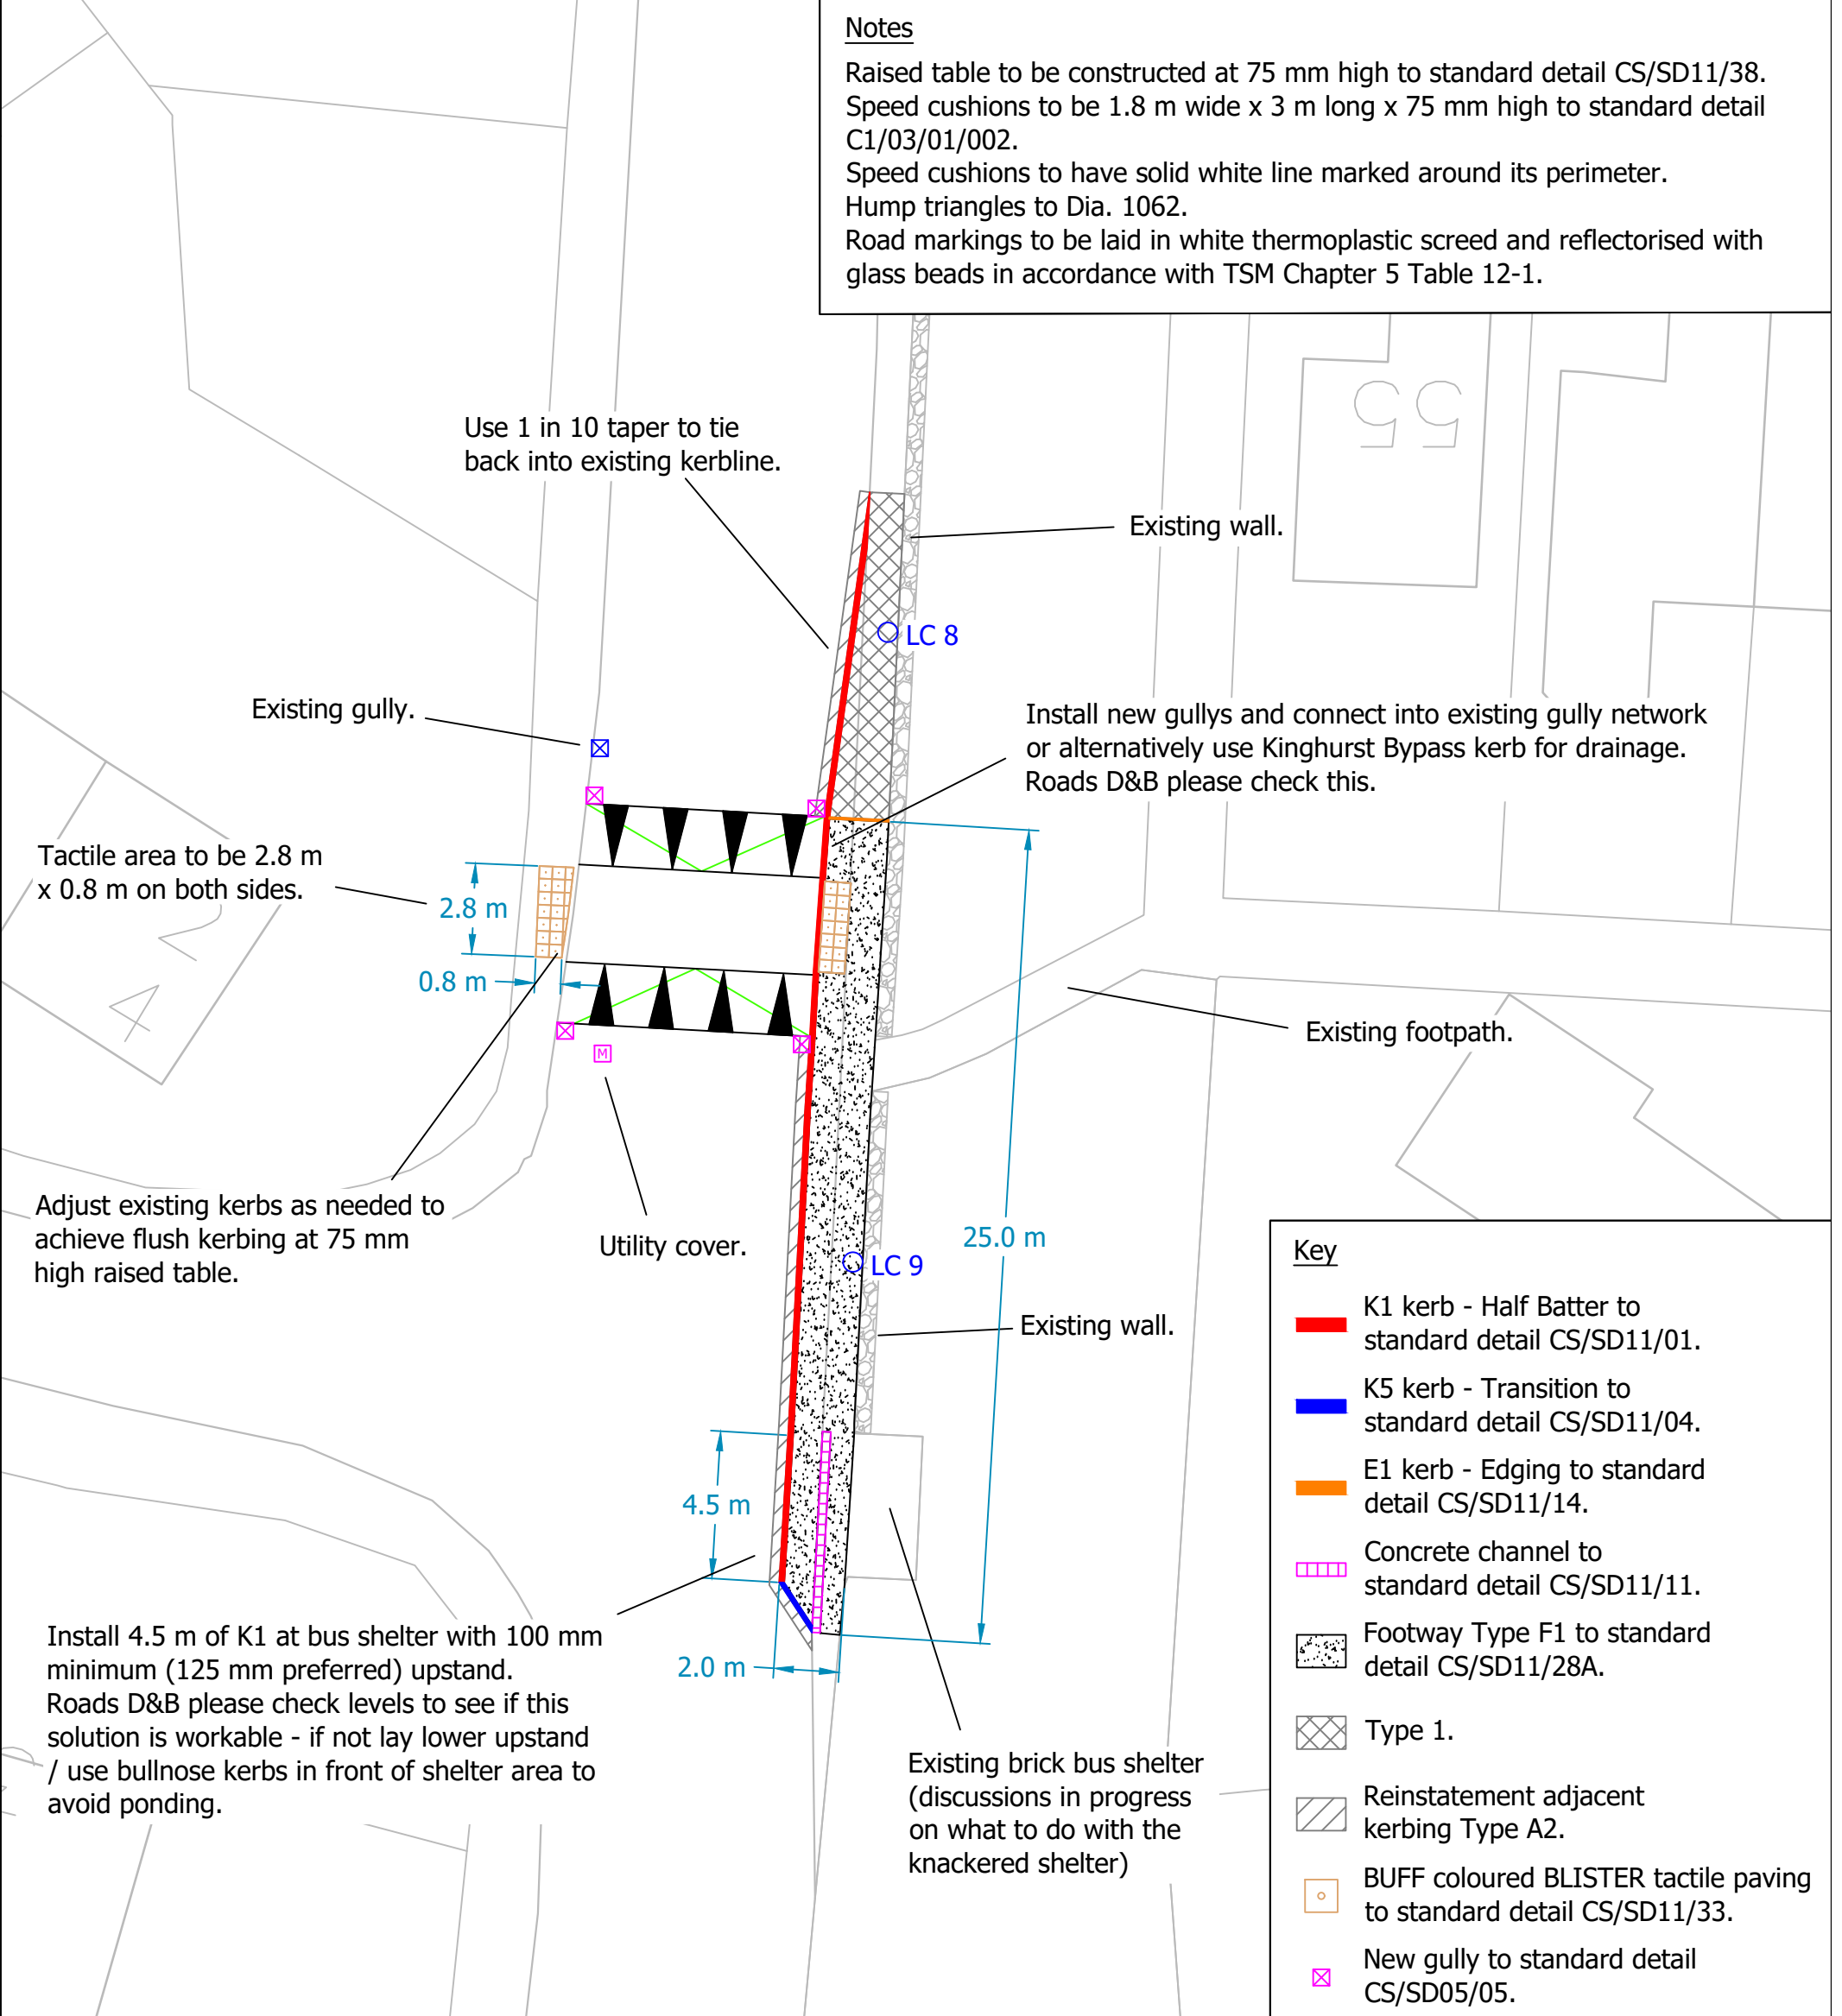 Notes
Raised table to be constructed at 75 mm high to standard detail CS/SD11/38.
Speed cushions to be 1.8 m wide x 3 m long x 75 mm high to standard detail
C1/03/01/002.
Speed cushions to have solid white line marked around its perimeter.
Hump triangles to Dia. 1062.
Road markings to be laid in white thermoplastic screed and reflectorised with
glass beads in accordance with TSM Chapter 5 Table 12-1.
55
Use 1 in 10 taper to tie
back into existing kerbline.
Existing wall.
LC 8
Existing gully.
Install new gullys and connect into existing gully network
or alternatively use Kinghurst Bypass kerb for drainage.
Roads D&B please check this.
Tactile area to be 2.8 m
x 0.8 m on both sides.
2.8 m
0.8 m
42
M
Existing footpath.
Adjust existing kerbs as needed to
achieve flush kerbing at 75 mm
high raised table.
Utility cover.
25.0 m
LC 9
Existing wall.
4.5 m
Install 4.5 m of K1 at bus shelter with 100 mm
minimum (125 mm preferred) upstand.
Roads D&B please check levels to see if this
solution is workable - if not lay lower upstand
/ use bullnose kerbs in front of shelter area to
avoid ponding.
2.0 m
Existing brick bus shelter
(discussions in progress
on what to do with the
knackered shelter)
Key
K1 kerb - Half Batter to
standard detail CS/SD11/01.
K5 kerb - Transition to
standard detail CS/SD11/04.
E1 kerb - Edging to standard
detail CS/SD11/14.
Concrete channel to
standard detail CS/SD11/11.
Footway Type F1 to standard
detail CS/SD11/28A.
Type 1.
Reinstatement adjacent
kerbing Type A2.
BUFF coloured BLISTER tactile paving
to standard detail CS/SD11/33.
New gully to standard detail
CS/SD05/05.